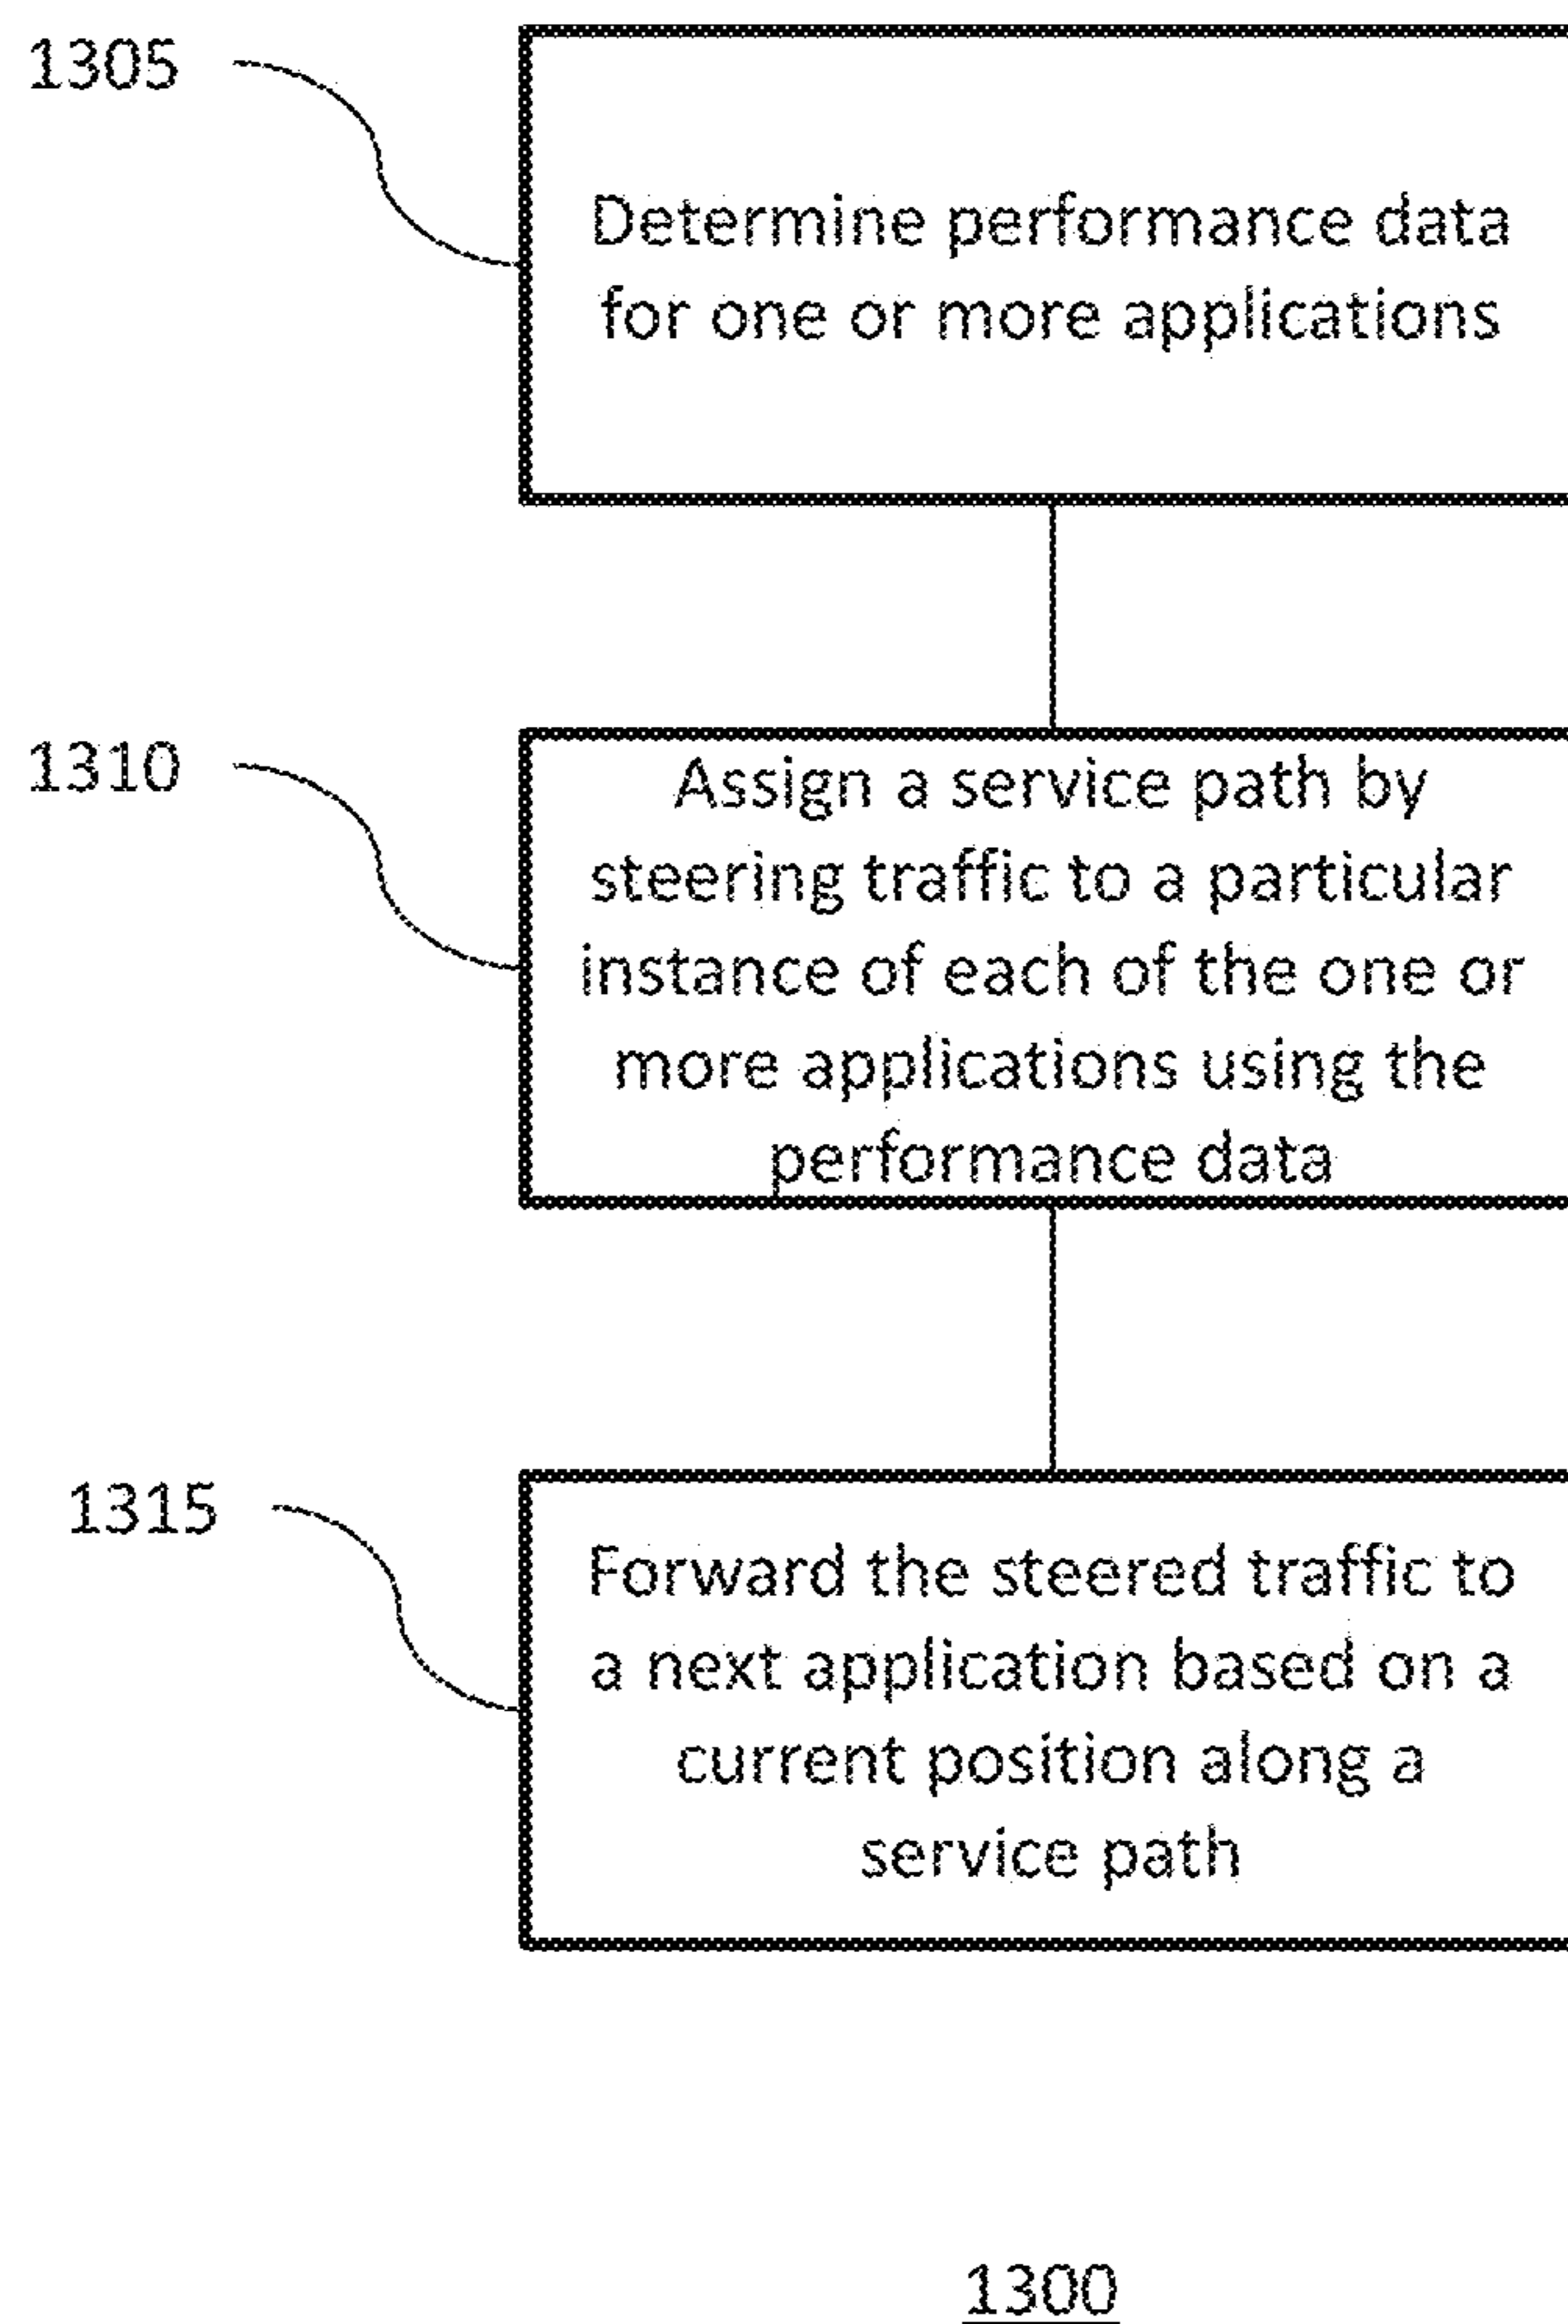 1305
Determine performance data
for one or more applications
1310
Assign a service path by
steering traffic to a particular
instance of each of the one or
more applications using the
performance data
1315
Forward the steered traffic to
a next application based on a
current position along a
service path
1300